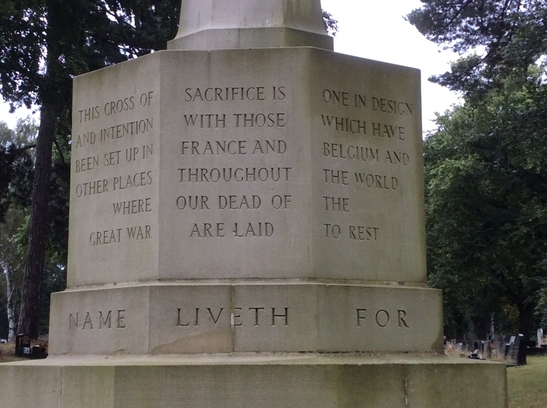 THIS CROSS OF SACRIFICE IS ONE IN DESIGN
AND INTENTION WITH THOSE WHICH HAVE
BEEN SET UP IN FRANCE AND BELGIUM AND
OTHER PLACES THROUGHOUT THE WORLD
WHERE OUR DEAD OF THE
GREAT WAR ARE LAID TO REST
NAME LIVETH FOR